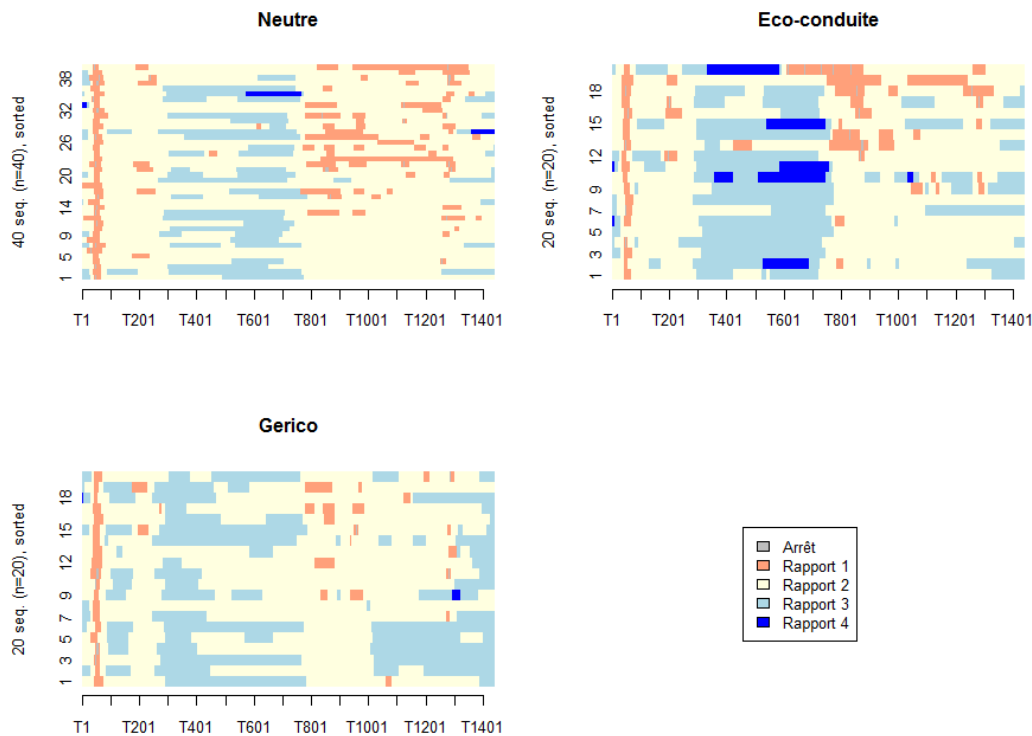 Neutre
40 seq. (n=40), sorted
38
32
26
20
14
9
5
1
T1 T201 T401 T601 T801 T1001 T1201 T1401
Eco-conduite
20 seq. (n=20), sorted
18
15
12
9
7
5
3
1
T1 T201 T401 T601 T801 T1001 T1201 T1401
Gerico
20 seq. (n=20), sorted
18
15
12
9
7
5
3
1
T1 T201 T401 T601 T801 T1001 T1201 T1401
Arrêt
Rapport 1
Rapport 2
Rapport 3
Rapport 4